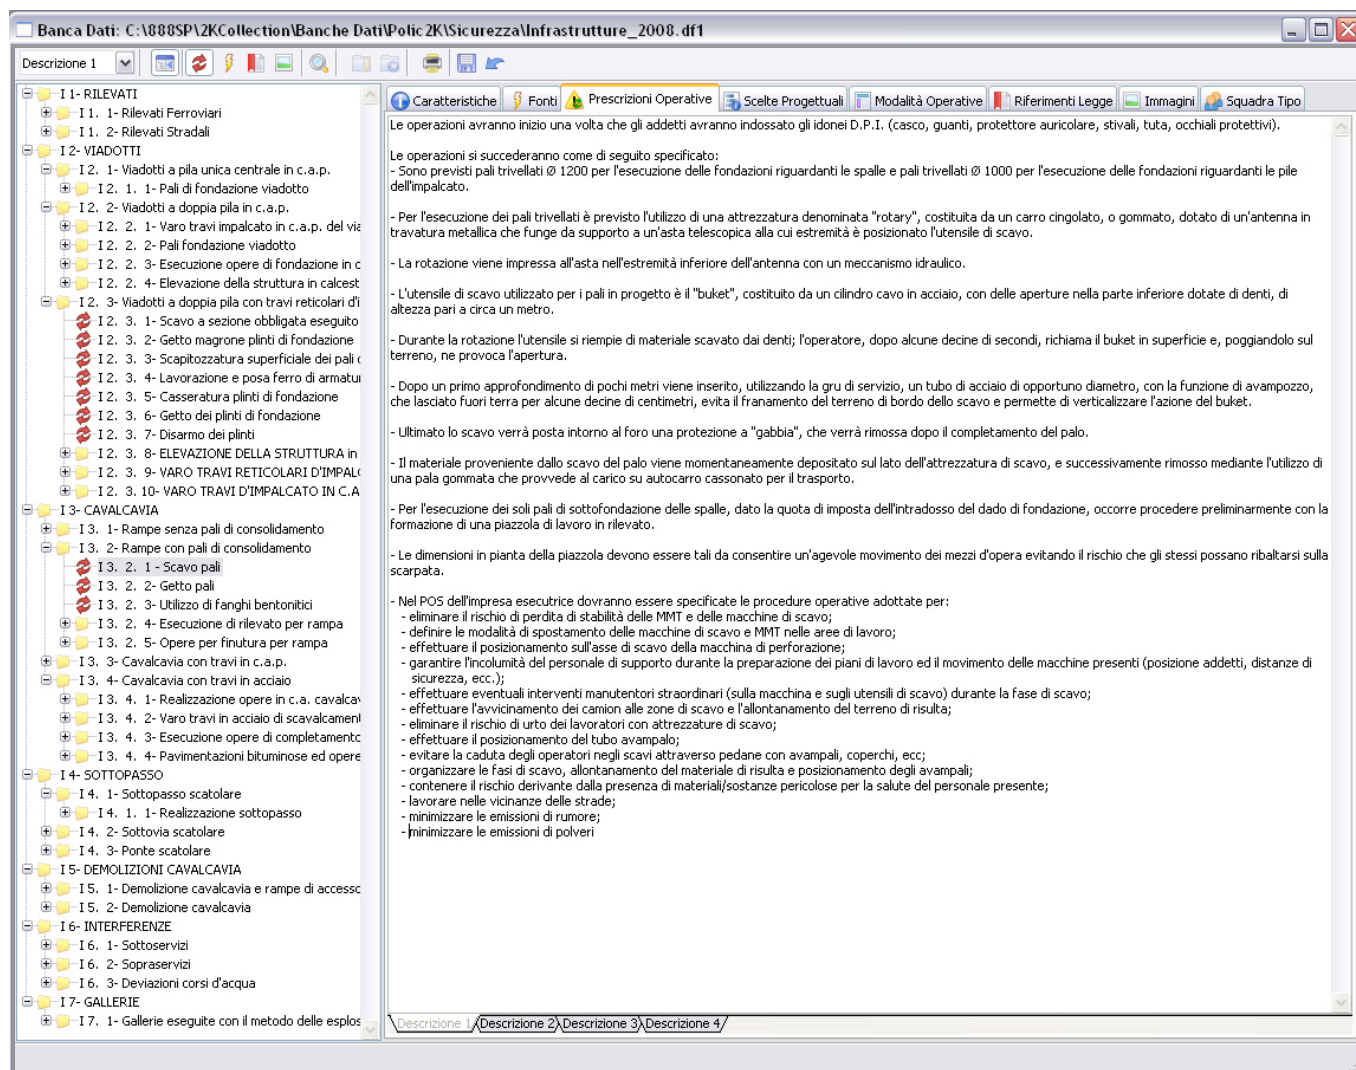 Banca Dati: C:\888SP\2KCollection\Banche Dati\Polic2K\Sicurezza\Infrastrutture_2008.df1
Descrizione 1
I 1- RILEVATI
I 1. 1- Rilevati Ferroviari
I 1. 2- Rilevati Stradali
I 2- VIADOTTI
I 2. 1- Viadotti a pila unica centrale in c.a.p.
I 2. 1. 1- Pali di fondazione viadotto
I 2. 2- Viadotti a doppia pila in c.a.p.
I 2. 2. 1- Varo travi impalcato in c.a.p. del via
I 2. 2. 2- Pali fondazione viadotto
I 2. 2. 3- Esecuzione opere di fondazione in c
I 2. 2. 4- Elevazione della struttura in calcest
I 2. 3- Viadotti a doppia pila con travi reticolari d'i
I 2. 3. 1- Scavo a sezione obbligata eseguito
I 2. 3. 2- Getto magrone plinti di fondazione
I 2. 3. 3- Scapitozzatura superficiale dei pali
I 2. 3. 4- Lavorazione e posa ferro di armatu
I 2. 3. 5- Casseratura plinti di fondazione
I 2. 3. 6- Getto dei plinti di fondazione
I 2. 3. 7- Disarmo dei plinti
I 2. 3. 8- ELEVAZIONE DELLA STRUTTURA in
I 2. 3. 9- VARO TRAVI RETICOLARI D'IMPAL
I 2. 3. 10- VARO TRAVI D'IMPALCATO IN C.A
I 3- CAVALCAVIA
I 3. 1- Rampe senza pali di consolidamento
I 3. 2- Rampe con pali di consolidamento
I 3. 2. 1 - Scavo pali
I 3. 2. 2- Getto pali
I 3. 2. 3- Utilizzo di fanghi bentonitici
I 3. 2. 4- Esecuzione di rilevato per rampa
I 3. 2. 5- Opere per finutura per rampa
I 3. 3- Cavalcavia con travi in c.a.p.
I 3. 4- Cavalcavia con travi in acciaio
I 3. 4. 1- Realizzazione opere in c.a. cavalcav
I 3. 4. 2- Varo travi in acciaio di scavalcament
I 3. 4. 3- Esecuzione opere di completamento
I 3. 4. 4- Pavimentazioni bituminose ed opere
I 4- SOTTOPASSO
I 4. 1- Sottopasso scatolare
I 4. 1. 1- Realizzazione sottopasso
I 4. 2- Sottovia scatolare
I 4. 3- Ponte scatolare
I 5- DEMOLIZIONI CAVALCAVIA
I 5. 1- Demolizione cavalcavia e rampe di accesso
I 5. 2- Demolizione cavalcavia
I 6- INTERFERENZE
I 6. 1- Sottoservizi
I 6. 2- Sopraservizi
I 6. 3- Deviazioni corsi d'acqua
I 7- GALLERIE
I 7. 1- Gallerie eseguite con il metodo delle esplos
Caratteristiche Fonti Prescrizioni Operative Scelte Progettuali Modalità Operative Riferimenti Legge Immagini Squadra Tipo
Le operazioni avranno inizio una volta che gli addetti avranno indossato gli idonei D.P.I. (casco, guanti, protettore auricolare, stivali, tuta, occhiali protettivi).
Le operazioni si succederanno come di seguito specificato:
- Sono previsti pali trivellati Ø 1200 per l'esecuzione delle fondazioni riguardanti le spalle e pali trivellati Ø 1000 per l'esecuzione delle fondazioni riguardanti le pile
dell'impalcato.
- Per l'esecuzione dei pali trivellati è previsto l'utilizzo di una attrezzatura denominata "rotary", costituita da un carro cingolato, o gommato, dotato di un'antenna in
travatura metallica che funge da supporto a un'asta telescopica alla cui estremità è posizionato l'utensile di scavo.
- La rotazione viene impressa all'asta nell'estremità inferiore dell'antenna con un meccanismo idraulico.
- L'utensile di scavo utilizzato per i pali in progetto è il "buket", costituito da un cilindro cavo in acciaio, con delle aperture nella parte inferiore dotate di denti, di
altezza pari a circa un metro.
- Durante la rotazione l'utensile si riempie di materiale scavato dai denti; l'operatore, dopo alcune decine di secondi, richiama il buket in superficie e, poggiandolo sul
terreno, ne provoca l'apertura.
- Dopo un primo approfondimento di pochi metri viene inserito, utilizzando la gru di servizio, un tubo di acciaio di opportuno diametro, con la funzione di avampozzo,
che lasciato fuori terra per alcune decine di centimetri, evita il franamento del terreno di bordo dello scavo e permette di verticalizzare l'azione del buket.
- Ultimato lo scavo verrà posta intorno al foro una protezione a "gabbia", che verrà rimossa dopo il completamento del palo.
- Il materiale proveniente dallo scavo del palo viene momentaneamente depositato sul lato dell'attrezzatura di scavo, e successivamente rimosso mediante l'utilizzo di
una pala gommata che provvede al carico su autocarro cassonato per il trasporto.
- Per l'esecuzione dei soli pali di sottofondazione delle spalle, dato la quota di imposta dell'intradosso del dado di fondazione, occorre procedere preliminarmente con la
formazione di una piazzola di lavoro in rilevato.
- Le dimensioni in pianta della piazzola devono essere tali da consentire un'agevole movimento dei mezzi d'opera evitando il rischio che gli stessi possano ribaltarsi sulla
scarpata.
- Nel POS dell'impresa esecutrice dovranno essere specificate le procedure operative adottate per:
- eliminare il rischio di perdita di stabilità delle MMT e delle macchine di scavo;
- definire le modalità di spostamento delle macchine di scavo e MMT nelle aree di lavoro;
- effettuare il posizionamento sull'asse di scavo della macchina di perforazione;
- garantire l'incolumità del personale di supporto durante la preparazione dei piani di lavoro ed il movimento delle macchine presenti (posizione addetti, distanze di
sicurezza, ecc.);
- effettuare eventuali interventi manutentori straordinari (sulla macchina e sugli utensili di scavo) durante la fase di scavo;
- effettuare l'avvicinamento dei camion alle zone di scavo e l'allontanamento del terreno di risulta;
- eliminare il rischio di urto dei lavoratori con attrezzature di scavo;
- effettuare il posizionamento del tubo avampalo;
- evitare la caduta degli operatori negli scavi attraverso pedane con avampali, coperchi, ecc;
- organizzare le fasi di scavo, allontanamento del materiale di risulta e posizionamento degli avampali;
- contenere il rischio derivante dalla presenza di materiali/sostanze pericolose per la salute del personale presente;
- lavorare nelle vicinanze delle strade;
- minimizzare le emissioni di rumore;
- minimizzare le emissioni di polveri
Descrizione 1 Descrizione 2 Descrizione 3 Descrizione 4